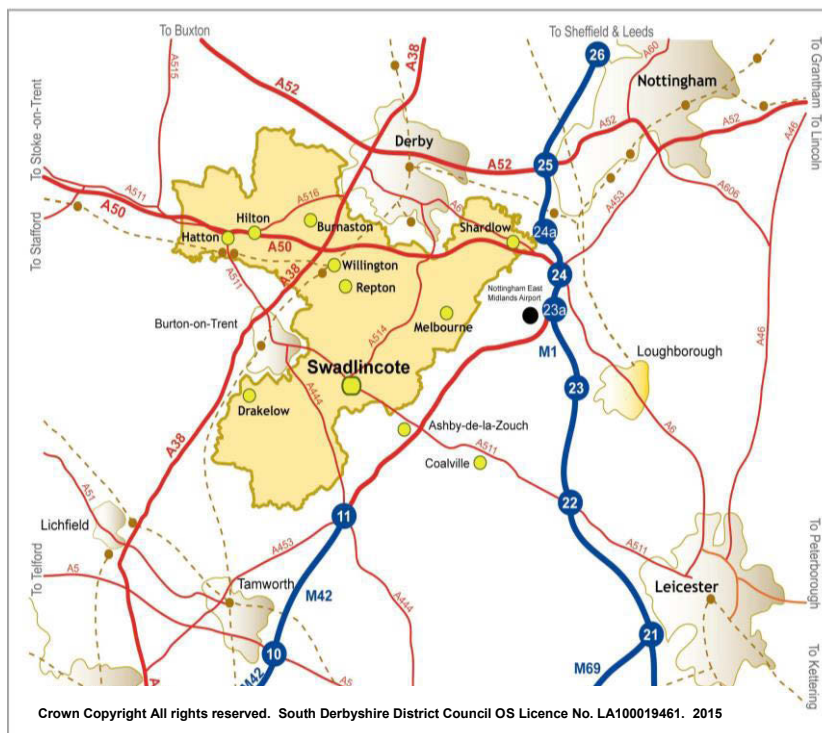 To Buxton
To Sheffield & Leeds
To Grantham
To Lincoln
A515
A52
A38
26
A60
Nottingham
To Stoke -on-Trent
Derby
A52
25
A52
A52
A46
A511
A50
A516
A453
A606
Hilton
Burnaston
Shardlow
24a
To Stafford
Hatton
A50
A38
24
Willington
A511
Repton
Nottingham East
Midlands Airport
23a
Burton-on-Trent
A514
Melbourne
M1
A46
Loughborough
Swadlincote
23
A444
Drakelow
A6
A38
Ashby-de-la-Zouch
A511
Coalville
A51
22
11
Lichfield
A453
A511
To Telford
A5
Tamworth
M42
A444
Leicester
To Peterborough
21
10
M69
A5
M42
To Kettering
Crown Copyright All rights reserved. South Derbyshire District Council OS Licence No. LA100019461. 2015